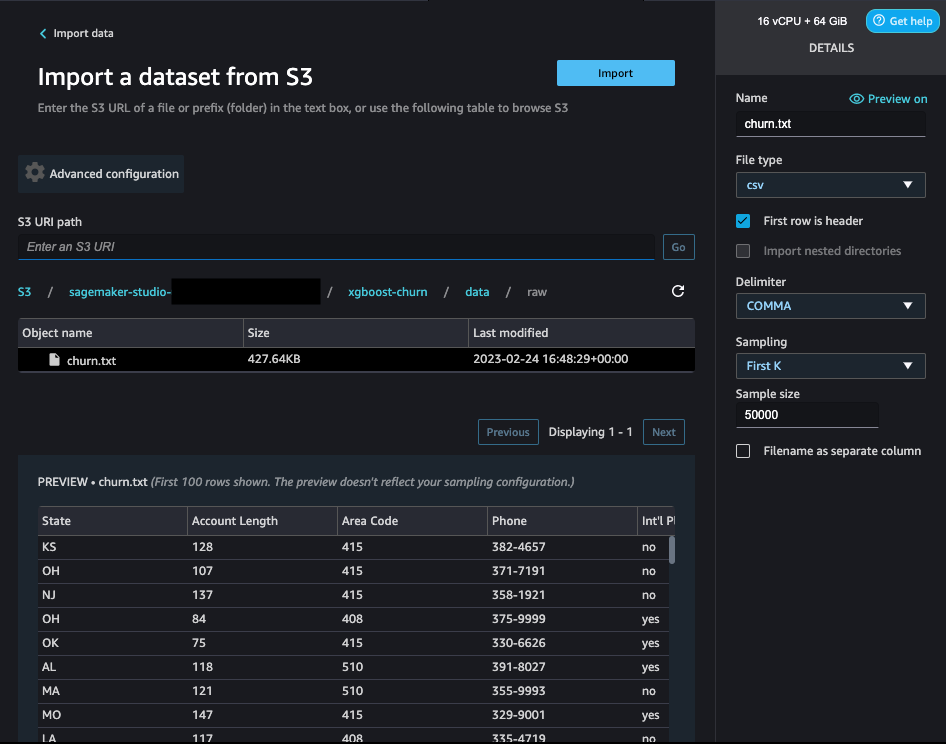 Import data
Import a dataset from S3
Import
Enter the S3 URL of a file or prefix (folder) in the text box, or use the following table to browse S3
Advanced configuration
S3 URI path
Enter an S3 URI
Go
S3 / sagemaker-studio- / xgboost-churn / data / raw
Object name Size Last modified
churn.txt 427.64KB 2023-02-24 16:48:29+00:00
Previous Displaying 1 - 1 Next
PREVIEW • churn.txt (First 100 rows shown. The preview doesn't reflect your sampling configuration.)
State Account Length Area Code Phone Int'l Pl
KS 128 415 382-4657 no
OH 107 415 371-7191 no
NJ 137 415 358-1921 no
OH 84 408 375-9999 yes
OK 75 415 330-6626 yes
AL 118 510 391-8027 yes
MA 121 510 355-9993 no
MO 147 415 329-9001 yes
LA 117 408 335-4719 no
16 vCPU + 64 GiB
Get help
DETAILS
Name
Preview on
churn.txt
File type
csv
First row is header
Import nested directories
Delimiter
COMMA
Sampling
First K
Sample size
50000
Filename as separate column